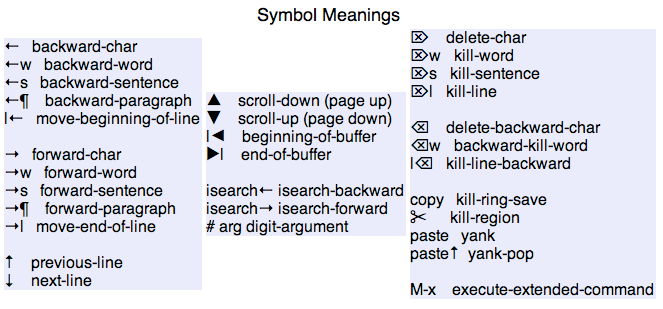 Symbol Meanings
← backward-char
←w backward-word
←s backward-sentence
←¶ backward-paragraph
|← move-beginning-of-line
→ forward-char
→w forward-word
→s forward-sentence
→¶ forward-paragraph
→| move-end-of-line
↑ previous-line
↓ next-line
▲ scroll-down (page up)
▼ scroll-up (page down)
|◀ beginning-of-buffer
▶| end-of-buffer
isearch← isearch-backward
isearch→ isearch-forward
# arg digit-argument
⌦ delete-char
⌦w kill-word
⌦s kill-sentence
⌦| kill-line
⌫ delete-backward-char
⌫w backward-kill-word
|⌫ kill-line-backward
copy kill-ring-save
✂ kill-region
paste yank
paste↑ yank-pop
M-x execute-extended-command